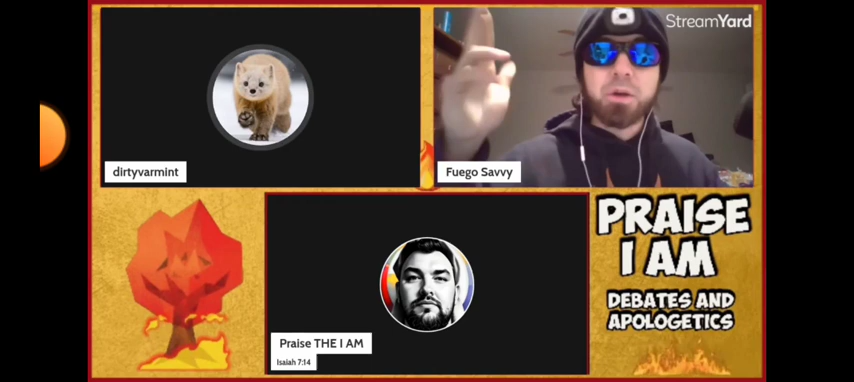 StreamYard
dirtyvarmint
Fuego Savvy
PRAISE
I AM
DEBATES AND
APOLOGETICS
Praise THE I AM
Isaiah 7:14